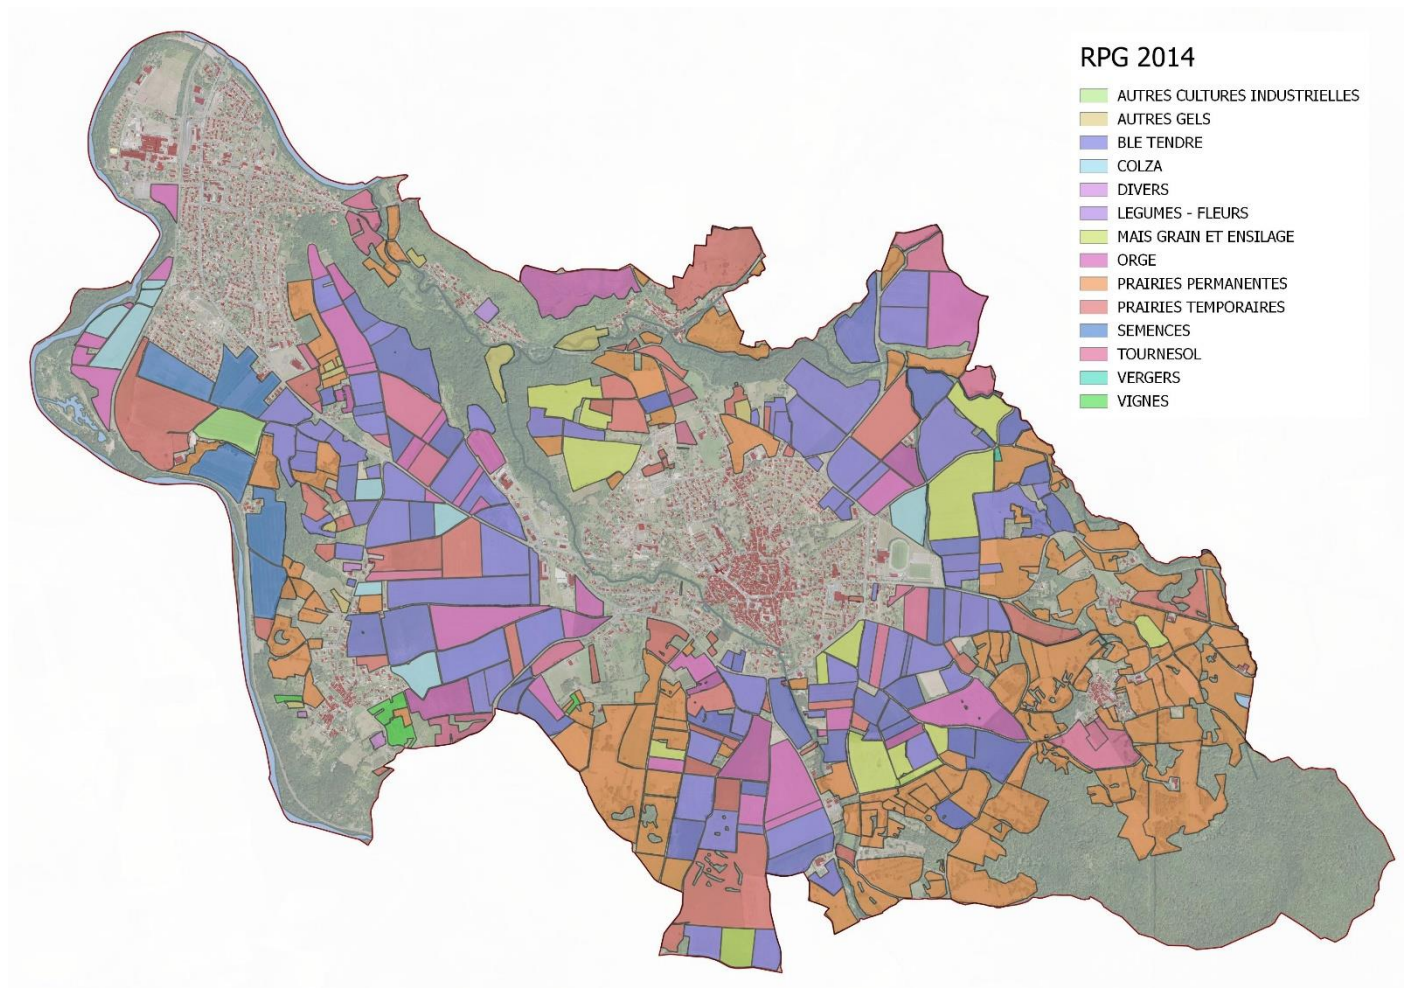 RPG 2014
AUTRES CULTURES INDUSTRIELLES
AUTRES GELS
BLE TENDRE
COLZA
DIVERS
LEGUMES - FLEURS
MAIS GRAIN ET ENSILAGE
ORGE
PRAIRIES PERMANENTES
PRAIRIES TEMPORAIRES
SEMENCES
TOURNESOL
VERGERS
VIGNES